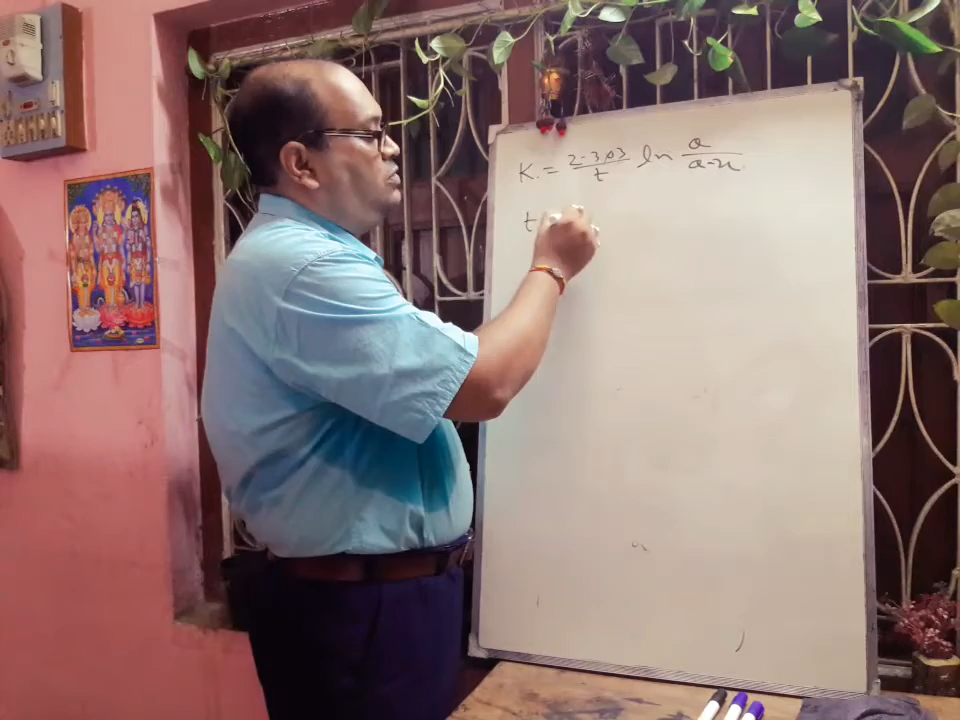 K. = 2-303/t ln a/a-x
t